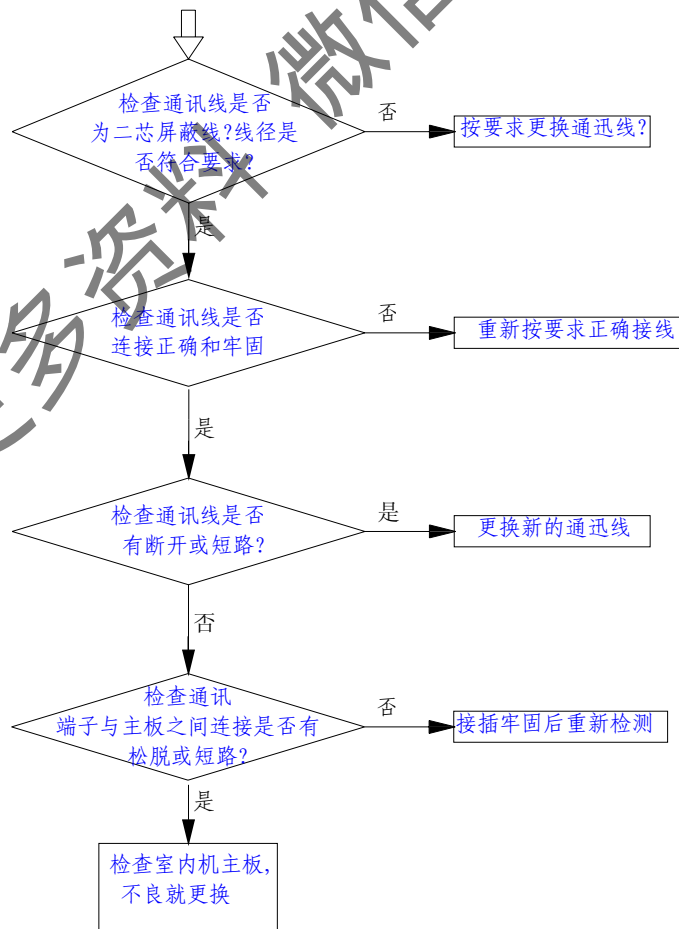 微信
更多资料
检查通讯线是否
为二芯屏蔽线?线径是
否符合要求?
否
按要求更换通迅线?
是
检查通讯线是否
连接正确和牢固
否
重新按要求正确接线
是
检查通讯线是否
有断开或短路?
是
更换新的通迅线
否
检查通讯
端子与主板之间连接是否有
松脱或短路?
否
接插牢固后重新检测
是
检查室内机主板,
不良就更换